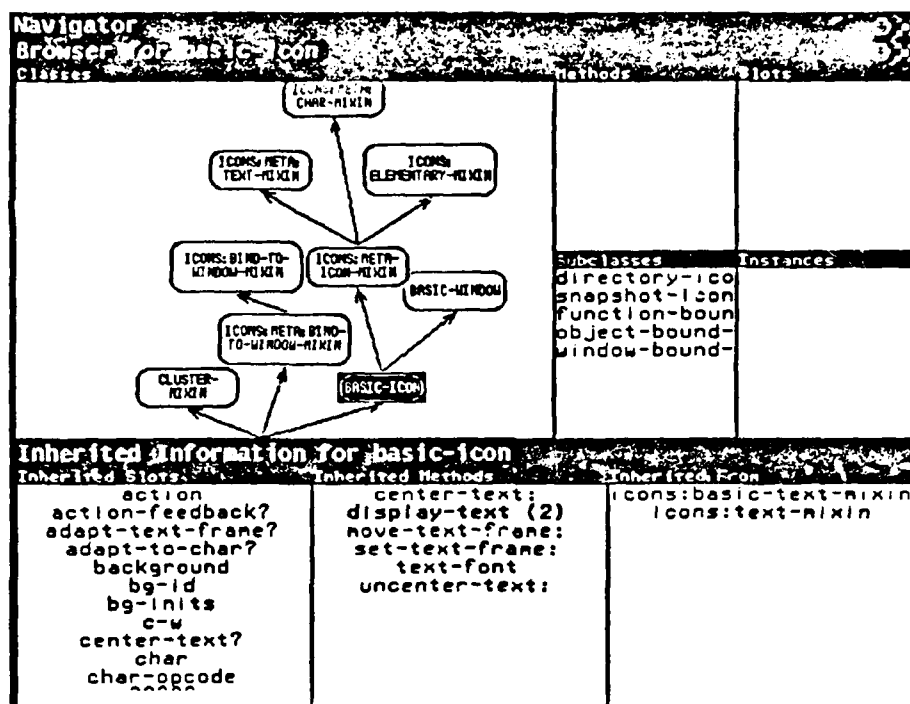 Navigator
Browser for basic-icon
Classes
Methods
Slots
ICONS:META:
CHAR-MIXIN
ICONS:META:
TEXT-MIXIN
ICONS:
ELEMENTARY-MIXIN
ICONS:BIND-TO-
WINDOW-MIXIN
ICONS:META-
ICON-MIXIN
BASIC-WINDOW
ICONS:META:BIND-
TO-WINDOW-MIXIN
CLUSTER-
MIXIN
(BASIC-ICON)
Subclasses
directory-ico
snapshot-icon
function-boun
object-bound-
window-bound-
Instances
Inherited Information for basic-icon
Inherited Slots
action
action-feedback?
adapt-text-frame?
adapt-to-char?
background
bg-id
bg-inits
c-w
center-text?
char
char-opcode
Inherited Methods
center-text:
display-text (2)
move-text-frame:
set-text-frame:
text-font
uncenter-text:
Inherited From
icons:basic-text-mixin
icons:text-mixin